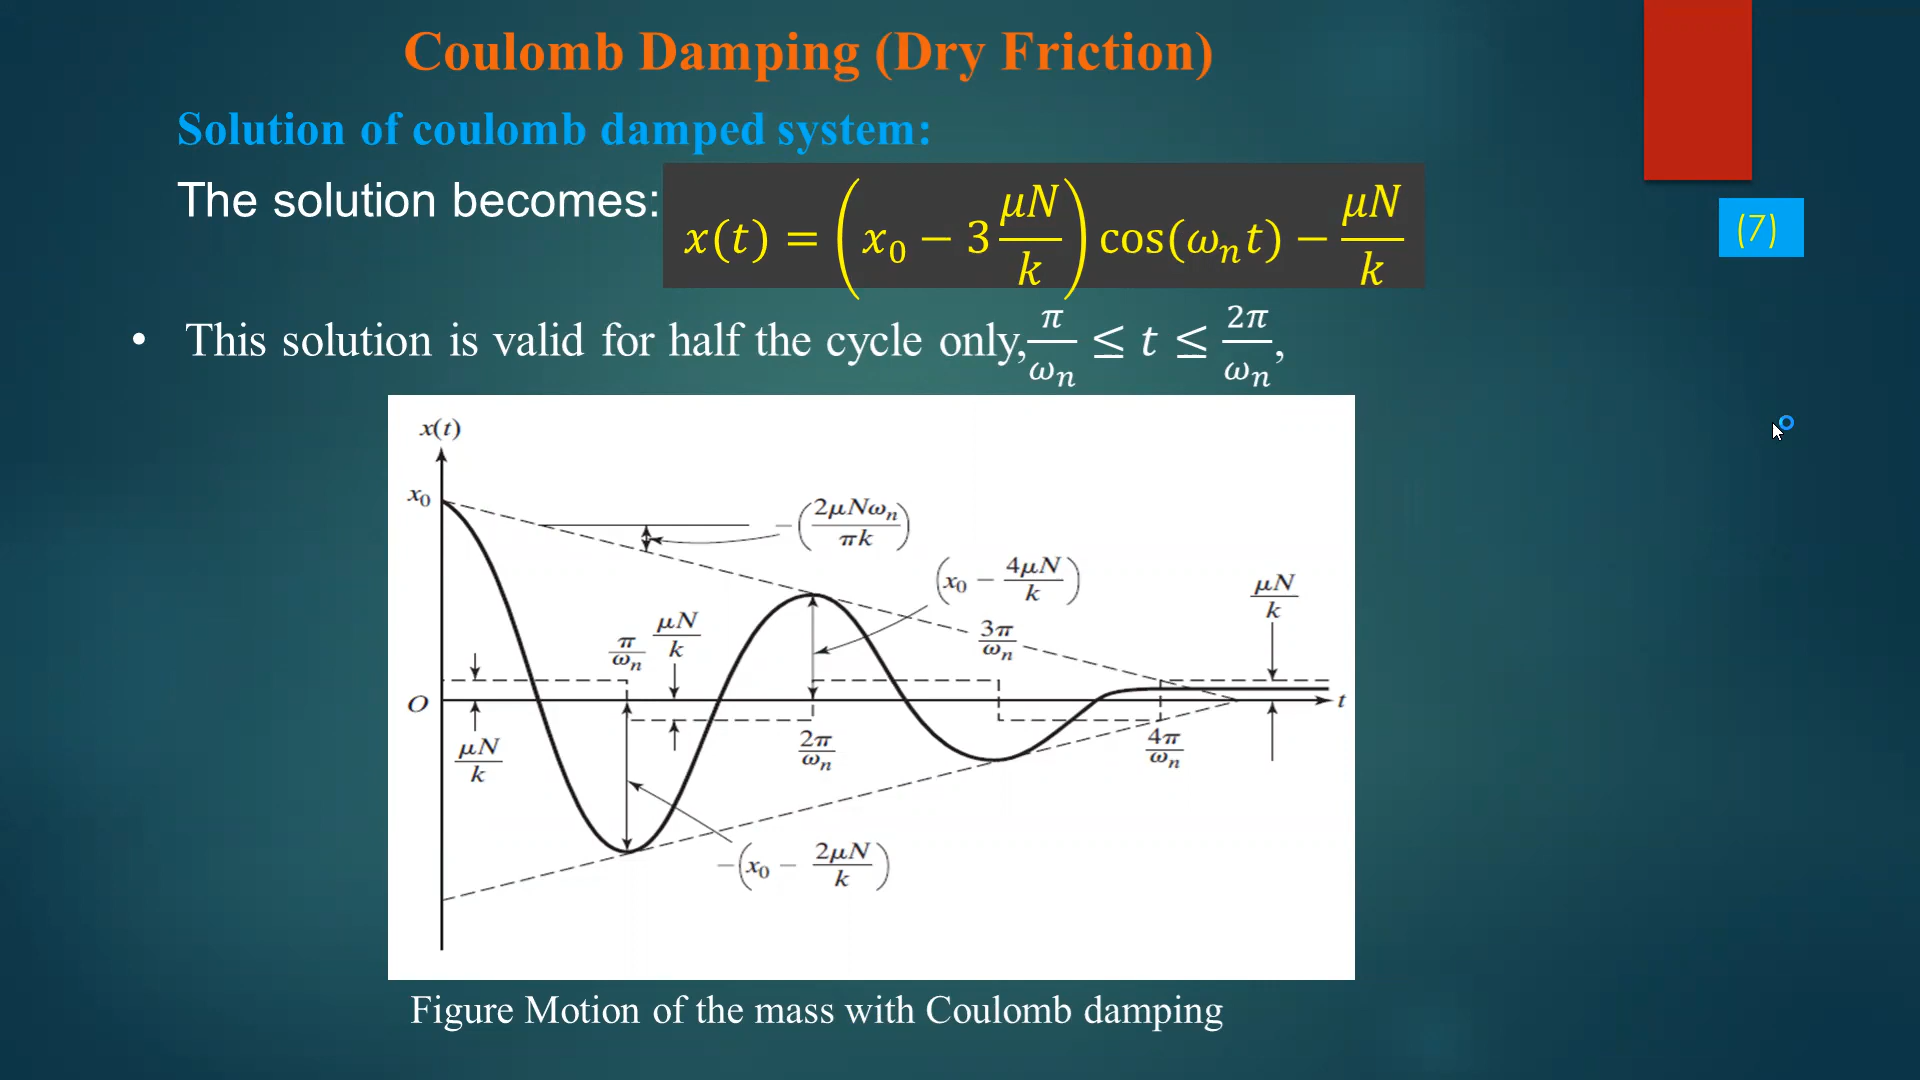 Coulomb Damping (Dry Friction)
Solution of coulomb damped system:
The solution becomes: x(t) = (x₀ − 3 μN/k) cos(ωₙt) − μN/k
(7)
• This solution is valid for half the cycle only, π/ωₙ ≤ t ≤ 2π/ωₙ,
x(t)
x₀
−(2μNωₙ/πk)
(x₀ − 4μN/k)
μN/k
μN/k
π/ωₙ
3π/ωₙ
O
t
μN/k
2π/ωₙ
4π/ωₙ
−(x₀ − 2μN/k)
Figure Motion of the mass with Coulomb damping